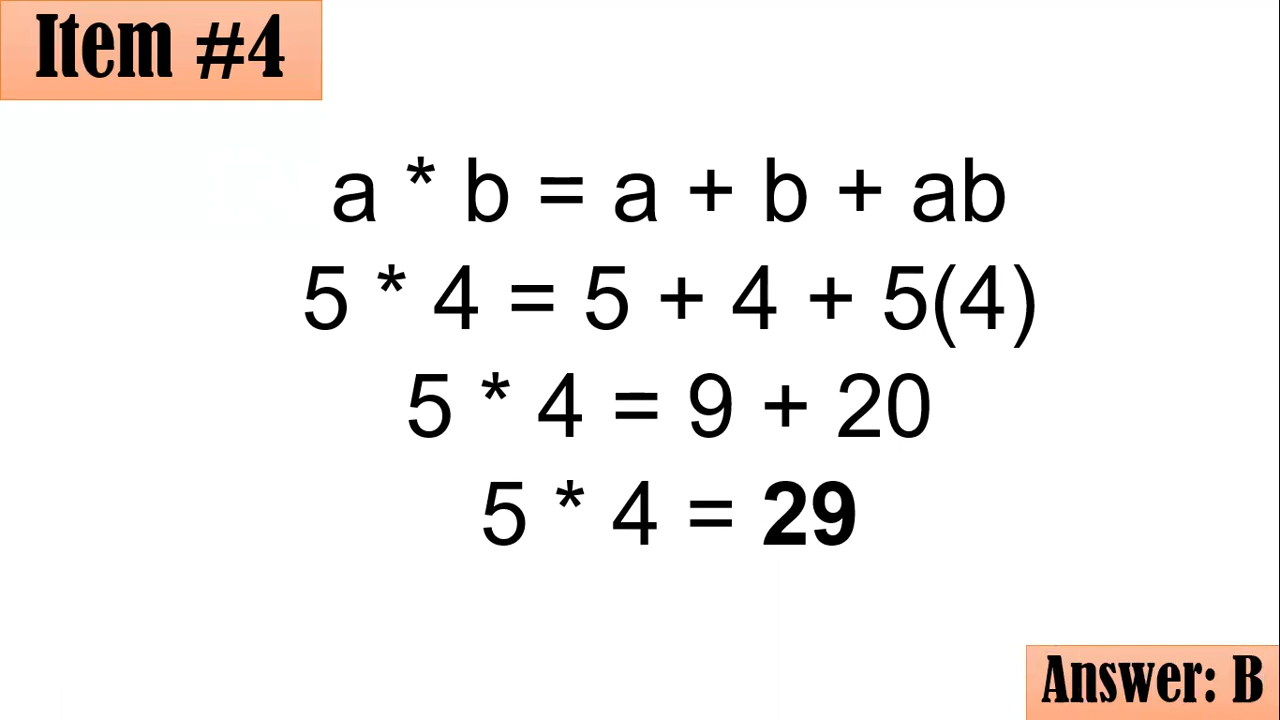 Item #4
a * b = a + b + ab
5 * 4 = 5 + 4 + 5(4)
5 * 4 = 9 + 20
5 * 4 = 29
Answer: B